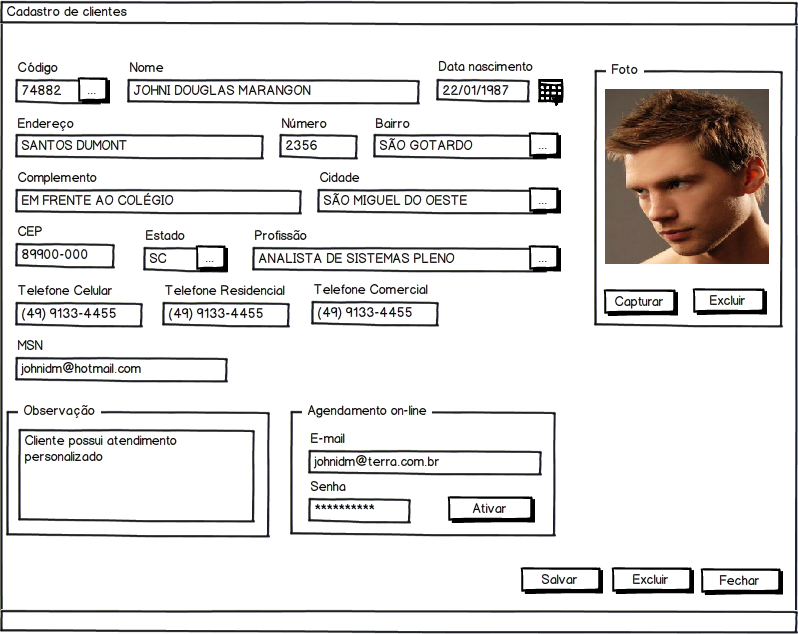 Cadastro de clientes
Código
Nome
Data nascimento
Foto
74882
...
JOHNI DOUGLAS MARANGON
22/01/1987
Endereço
Número
Bairro
SANTOS DUMONT
2356
SÃO GOTARDO
...
Complemento
Cidade
EM FRENTE AO COLÉGIO
SÃO MIGUEL DO OESTE
...
CEP
Estado
Profissão
89900-000
SC
...
ANALISTA DE SISTEMAS PLENO
...
Telefone Celular
Telefone Residencial
Telefone Comercial
(49) 9133-4455
(49) 9133-4455
(49) 9133-4455
Capturar
Excluir
MSN
johnidm@hotmail.com
Observação
Cliente possui atendimento
personalizado
Agendamento on-line
E-mail
johnidm@terra.com.br
Senha
**********
Ativar
Salvar
Excluir
Fechar